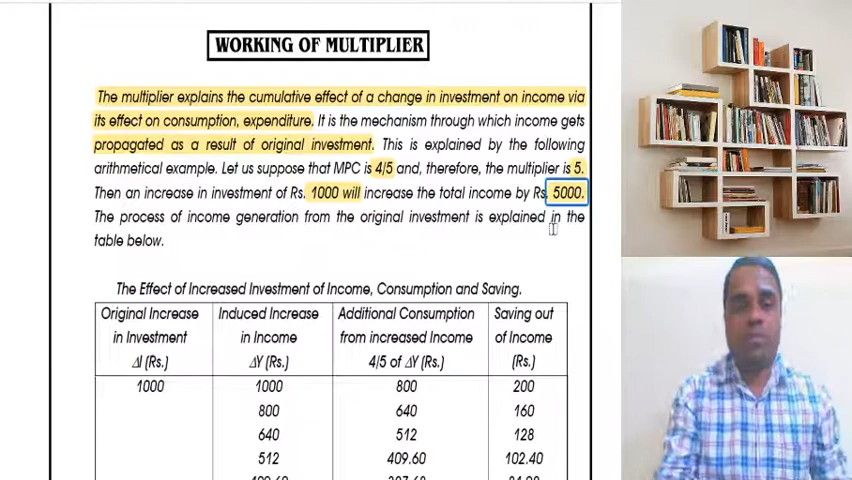 WORKING OF MULTIPLIER
The multiplier explains the cumulative effect of a change in investment on income via
its effect on consumption, expenditure. It is the mechanism through which income gets
propagated as a result of original investment. This is explained by the following
arithmetical example. Let us suppose that MPC is 4/5 and, therefore, the multiplier is 5.
Then an increase in investment of Rs. 1000 will increase the total income by Rs. 5000.
The process of income generation from the original investment is explained in the
table below.
The Effect of Increased Investment of Income, Consumption and Saving.
Original Increase Induced Increase Additional Consumption Saving out
in Investment in Income from increased Income of Income
ΔI (Rs.) ΔY (Rs.) 4/5 of ΔY (Rs.) (Rs.)
1000 1000 800 200
800 640 160
640 512 128
512 409.60 102.40